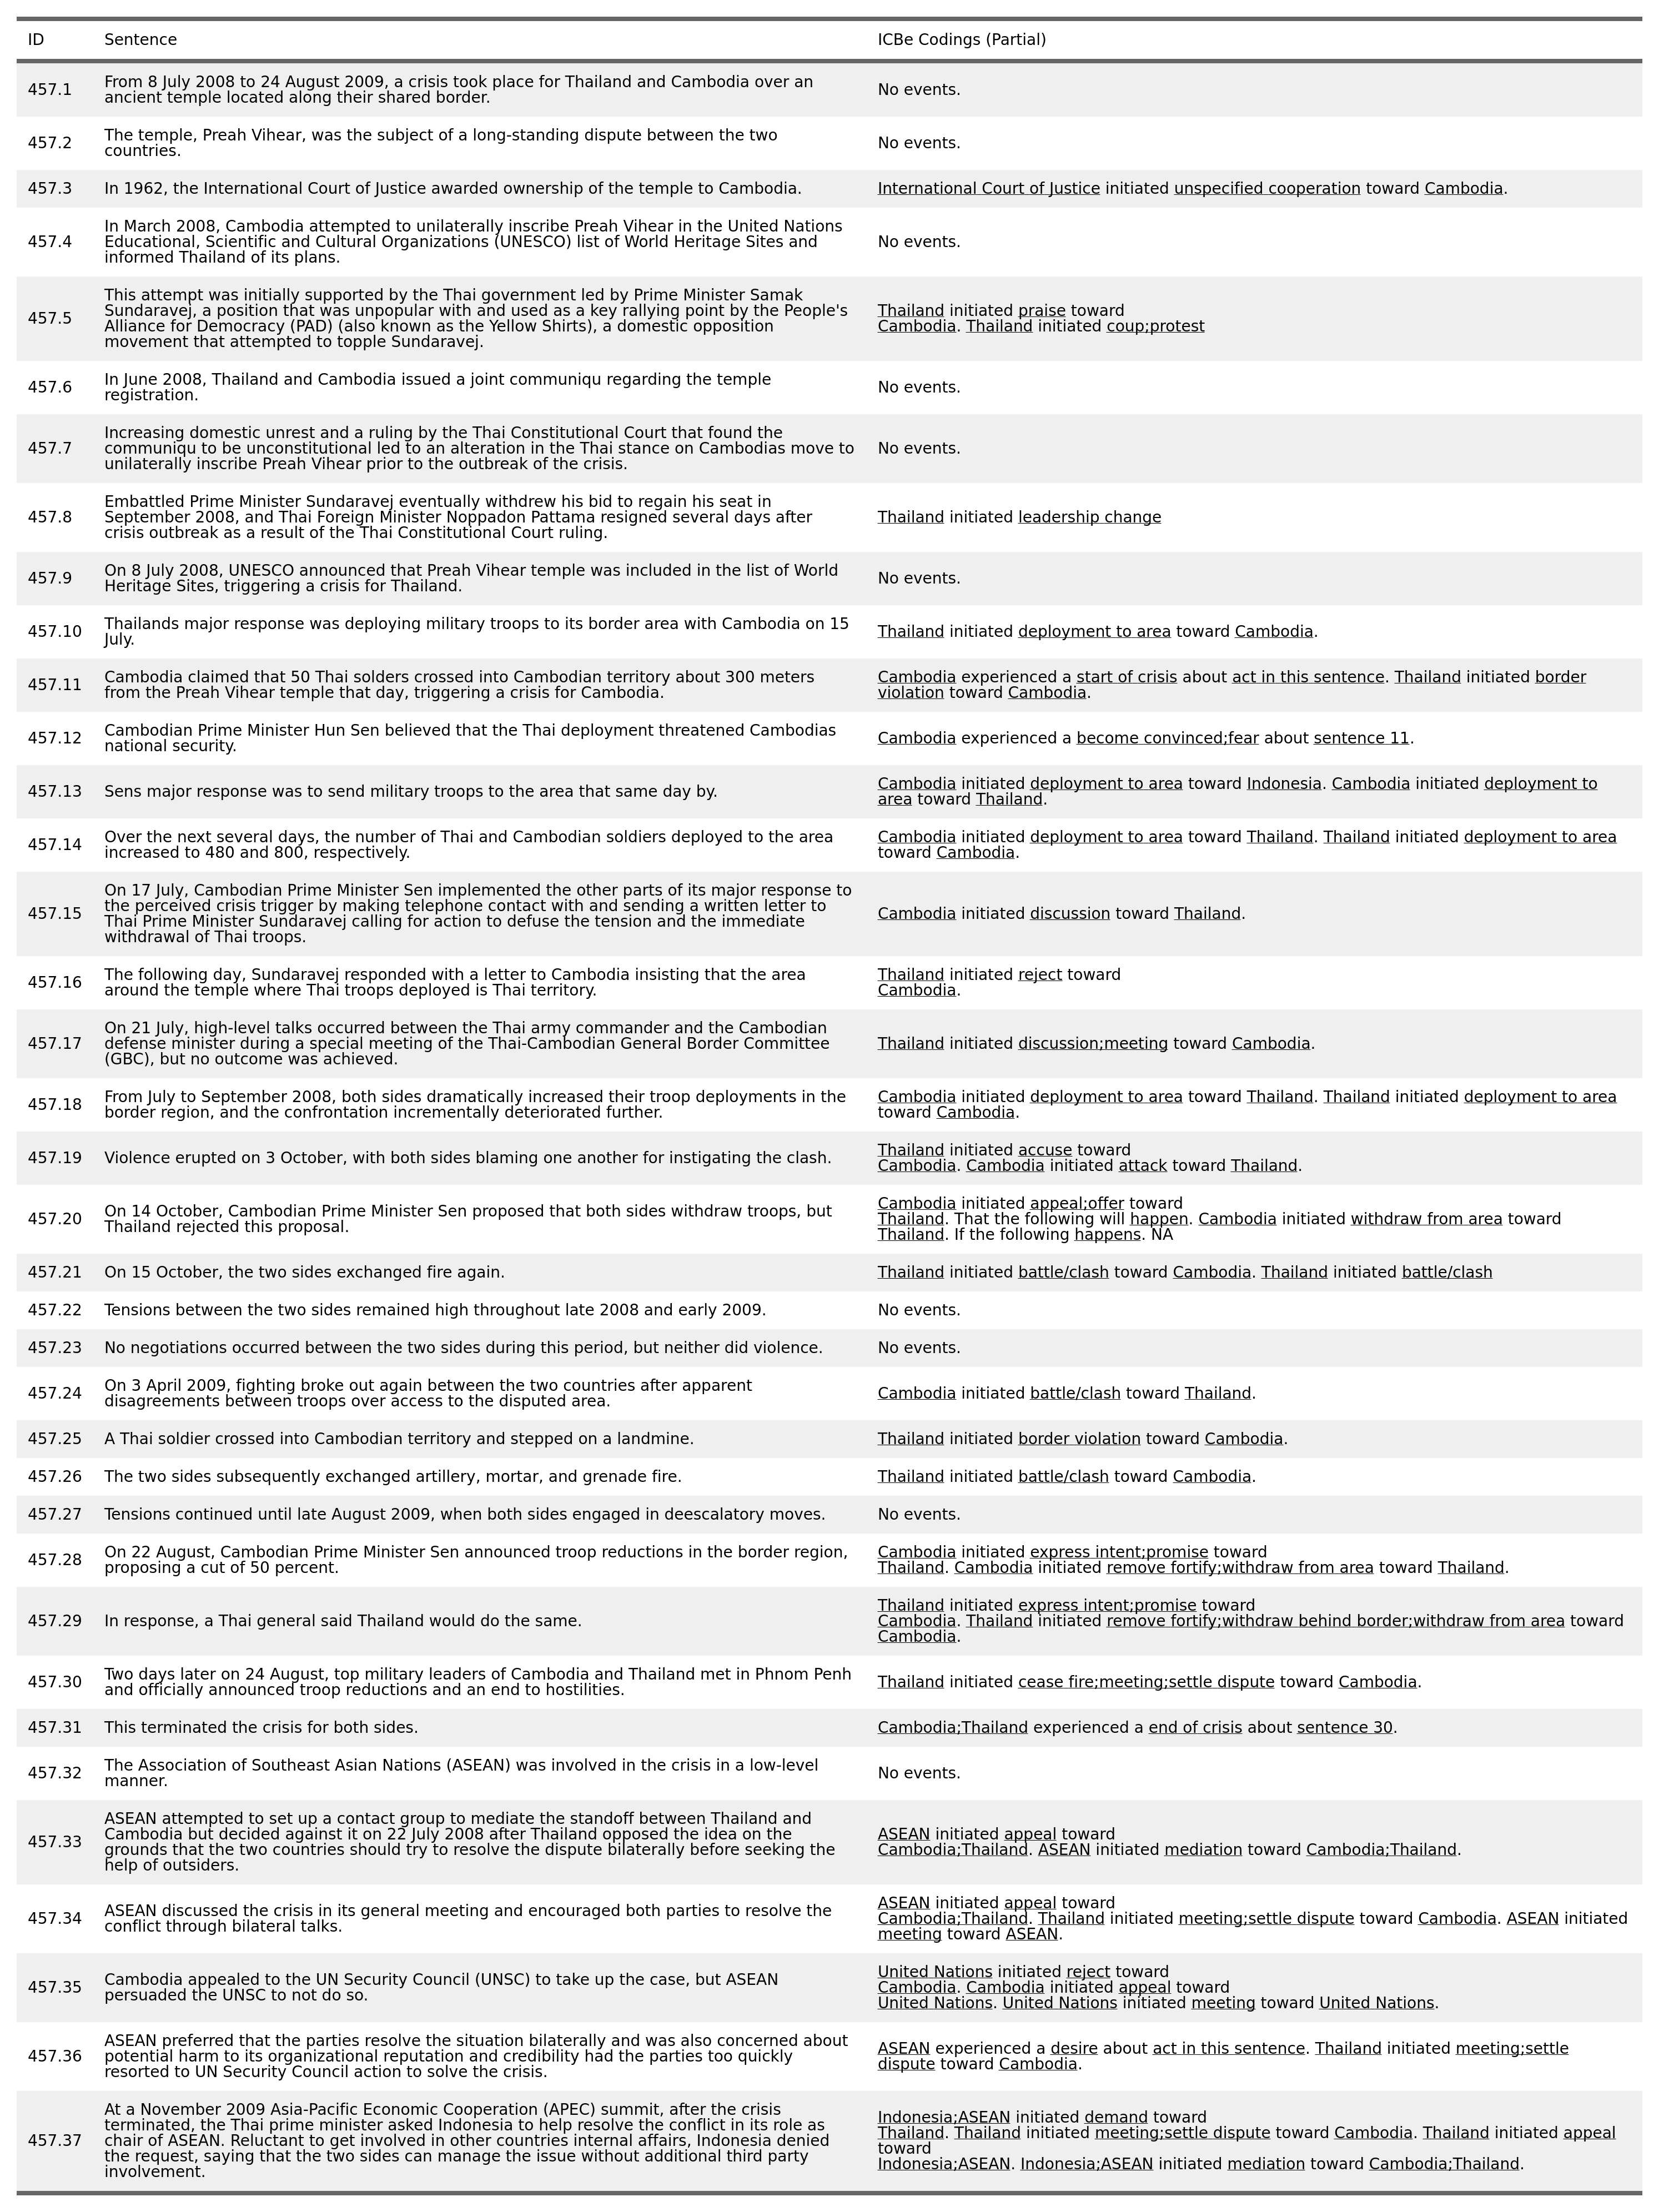 ID Sentence ICBe Codings (Partial)
457.1 From 8 July 2008 to 24 August 2009, a crisis took place for Thailand and Cambodia over an
ancient temple located along their shared border. No events.
457.2 The temple, Preah Vihear, was the subject of a long-standing dispute between the two
countries. No events.
457.3 In 1962, the International Court of Justice awarded ownership of the temple to Cambodia. International Court of Justice initiated unspecified cooperation toward Cambodia.
457.4 In March 2008, Cambodia attempted to unilaterally inscribe Preah Vihear in the United Nations
Educational, Scientific and Cultural Organizations (UNESCO) list of World Heritage Sites and
informed Thailand of its plans. No events.
457.5 This attempt was initially supported by the Thai government led by Prime Minister Samak
Sundaravej, a position that was unpopular with and used as a key rallying point by the People's
Alliance for Democracy (PAD) (also known as the Yellow Shirts), a domestic opposition
movement that attempted to topple Sundaravej.
Thailand initiated praise toward
Cambodia. Thailand initiated coup;protest
457.6 In June 2008, Thailand and Cambodia issued a joint communiqu regarding the temple
registration. No events.
457.7 Increasing domestic unrest and a ruling by the Thai Constitutional Court that found the
communiqu to be unconstitutional led to an alteration in the Thai stance on Cambodias move to
unilaterally inscribe Preah Vihear prior to the outbreak of the crisis. No events.
457.8 Embattled Prime Minister Sundaravej eventually withdrew his bid to regain his seat in
September 2008, and Thai Foreign Minister Noppadon Pattama resigned several days after
crisis outbreak as a result of the Thai Constitutional Court ruling.
Thailand initiated leadership change
457.9 On 8 July 2008, UNESCO announced that Preah Vihear temple was included in the list of World
Heritage Sites, triggering a crisis for Thailand. No events.
457.10 Thailands major response was deploying military troops to its border area with Cambodia on 15
July.
Thailand initiated deployment to area toward Cambodia.
457.11 Cambodia claimed that 50 Thai solders crossed into Cambodian territory about 300 meters
from the Preah Vihear temple that day, triggering a crisis for Cambodia.
Cambodia experienced a start of crisis about act in this sentence. Thailand initiated border
violation toward Cambodia.
457.12 Cambodian Prime Minister Hun Sen believed that the Thai deployment threatened Cambodias
national security.
Cambodia experienced a become convinced;fear about sentence 11.
457.13 Sens major response was to send military troops to the area that same day by.
Cambodia initiated deployment to area toward Indonesia. Cambodia initiated deployment to
area toward Thailand.
457.14 Over the next several days, the number of Thai and Cambodian soldiers deployed to the area
increased to 480 and 800, respectively.
Cambodia initiated deployment to area toward Thailand. Thailand initiated deployment to area
toward Cambodia.
457.15 On 17 July, Cambodian Prime Minister Sen implemented the other parts of its major response to
the perceived crisis trigger by making telephone contact with and sending a written letter to
Thai Prime Minister Sundaravej calling for action to defuse the tension and the immediate
withdrawal of Thai troops.
Cambodia initiated discussion toward Thailand.
457.16 The following day, Sundaravej responded with a letter to Cambodia insisting that the area
around the temple where Thai troops deployed is Thai territory.
Thailand initiated reject toward
Cambodia.
457.17 On 21 July, high-level talks occurred between the Thai army commander and the Cambodian
defense minister during a special meeting of the Thai-Cambodian General Border Committee
(GBC), but no outcome was achieved.
Thailand initiated discussion;meeting toward Cambodia.
457.18 From July to September 2008, both sides dramatically increased their troop deployments in the
border region, and the confrontation incrementally deteriorated further.
Cambodia initiated deployment to area toward Thailand. Thailand initiated deployment to area
toward Cambodia.
457.19 Violence erupted on 3 October, with both sides blaming one another for instigating the clash.
Thailand initiated accuse toward
Cambodia. Cambodia initiated attack toward Thailand.
457.20 On 14 October, Cambodian Prime Minister Sen proposed that both sides withdraw troops, but
Thailand rejected this proposal.
Cambodia initiated appeal;offer toward
Thailand. That the following will happen. Cambodia initiated withdraw from area toward
Thailand. If the following happens. NA
457.21 On 15 October, the two sides exchanged fire again. Thailand initiated battle/clash toward Cambodia. Thailand initiated battle/clash
457.22 Tensions between the two sides remained high throughout late 2008 and early 2009. No events.
457.23 No negotiations occurred between the two sides during this period, but neither did violence. No events.
457.24 On 3 April 2009, fighting broke out again between the two countries after apparent
disagreements between troops over access to the disputed area.
Cambodia initiated battle/clash toward Thailand.
457.25 A Thai soldier crossed into Cambodian territory and stepped on a landmine. Thailand initiated border violation toward Cambodia.
457.26 The two sides subsequently exchanged artillery, mortar, and grenade fire. Thailand initiated battle/clash toward Cambodia.
457.27 Tensions continued until late August 2009, when both sides engaged in deescalatory moves. No events.
457.28 On 22 August, Cambodian Prime Minister Sen announced troop reductions in the border region,
proposing a cut of 50 percent.
Cambodia initiated express intent;promise toward
Thailand. Cambodia initiated remove fortify;withdraw from area toward Thailand.
457.29 In response, a Thai general said Thailand would do the same.
Thailand initiated express intent;promise toward
Cambodia. Thailand initiated remove fortify;withdraw behind border;withdraw from area toward
Cambodia.
457.30 Two days later on 24 August, top military leaders of Cambodia and Thailand met in Phnom Penh
and officially announced troop reductions and an end to hostilities.
Thailand initiated cease fire;meeting;settle dispute toward Cambodia.
457.31 This terminated the crisis for both sides. Cambodia;Thailand experienced a end of crisis about sentence 30.
457.32 The Association of Southeast Asian Nations (ASEAN) was involved in the crisis in a low-level
manner. No events.
457.33 ASEAN attempted to set up a contact group to mediate the standoff between Thailand and
Cambodia but decided against it on 22 July 2008 after Thailand opposed the idea on the
grounds that the two countries should try to resolve the dispute bilaterally before seeking the
help of outsiders.
ASEAN initiated appeal toward
Cambodia;Thailand. ASEAN initiated mediation toward Cambodia;Thailand.
457.34 ASEAN discussed the crisis in its general meeting and encouraged both parties to resolve the
conflict through bilateral talks.
ASEAN initiated appeal toward
Cambodia;Thailand. Thailand initiated meeting;settle dispute toward Cambodia. ASEAN initiated
meeting toward ASEAN.
457.35 Cambodia appealed to the UN Security Council (UNSC) to take up the case, but ASEAN
persuaded the UNSC to not do so.
United Nations initiated reject toward
Cambodia. Cambodia initiated appeal toward
United Nations. United Nations initiated meeting toward United Nations.
457.36 ASEAN preferred that the parties resolve the situation bilaterally and was also concerned about
potential harm to its organizational reputation and credibility had the parties too quickly
resorted to UN Security Council action to solve the crisis.
ASEAN experienced a desire about act in this sentence. Thailand initiated meeting;settle
dispute toward Cambodia.
457.37 At a November 2009 Asia-Pacific Economic Cooperation (APEC) summit, after the crisis
terminated, the Thai prime minister asked Indonesia to help resolve the conflict in its role as
chair of ASEAN. Reluctant to get involved in other countries internal affairs, Indonesia denied
the request, saying that the two sides can manage the issue without additional third party
involvement.
Indonesia;ASEAN initiated demand toward
Thailand. Thailand initiated meeting;settle dispute toward Cambodia. Thailand initiated appeal
toward
Indonesia;ASEAN. Indonesia;ASEAN initiated mediation toward Cambodia;Thailand.